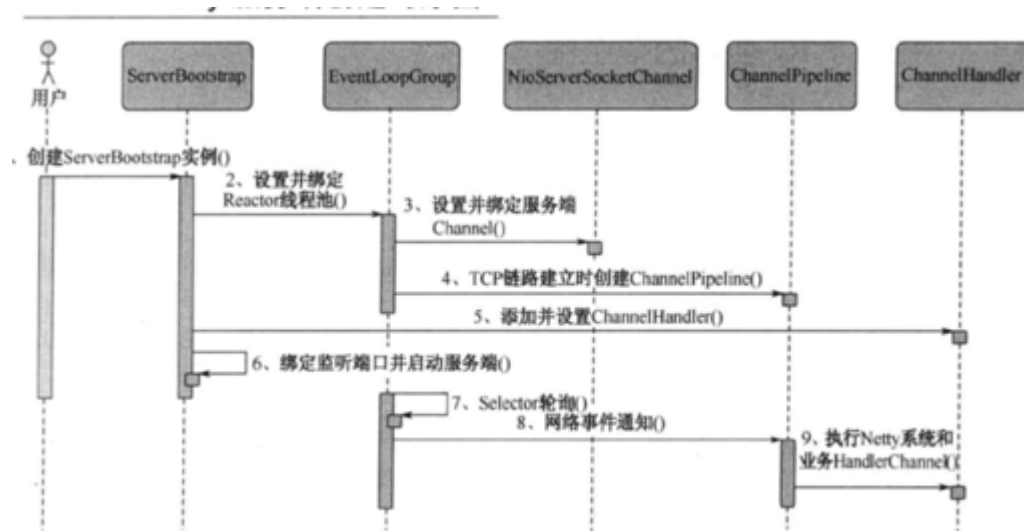 用户
ServerBootstrap
EventLoopGroup
NioServerSocketChannel
ChannelPipeline
ChannelHandler
、创建ServerBootstrap实例()
2、设置并绑定
Reactor线程池()
3、设置并绑定服务端
Channel()
4、TCP链路建立时创建ChannelPipeline()
5、添加并设置ChannelHandler()
6、绑定监听端口并启动服务端()
7、Selector轮询()
8、网络事件通知()
9、执行Netty系统和
业务HandlerChannel()